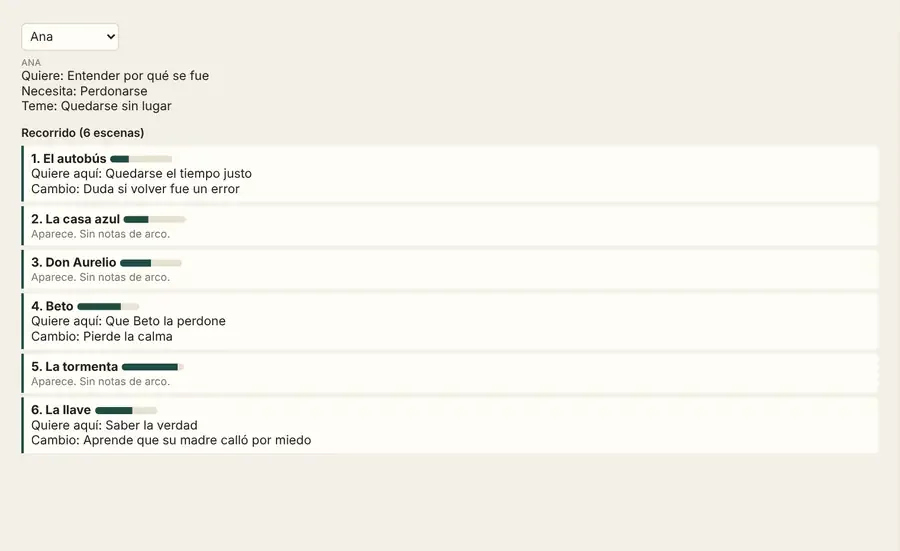 Ana
ANA
Quiere: Entender por qué se fue
Necesita: Perdonarse
Teme: Quedarse sin lugar
Recorrido (6 escenas)
1. El autobús
Quiere aquí: Quedarse el tiempo justo
Cambio: Duda si volver fue un error
2. La casa azul
Aparece. Sin notas de arco.
3. Don Aurelio
Aparece. Sin notas de arco.
4. Beto
Quiere aquí: Que Beto la perdone
Cambio: Pierde la calma
5. La tormenta
Aparece. Sin notas de arco.
6. La llave
Quiere aquí: Saber la verdad
Cambio: Aprende que su madre calló por miedo